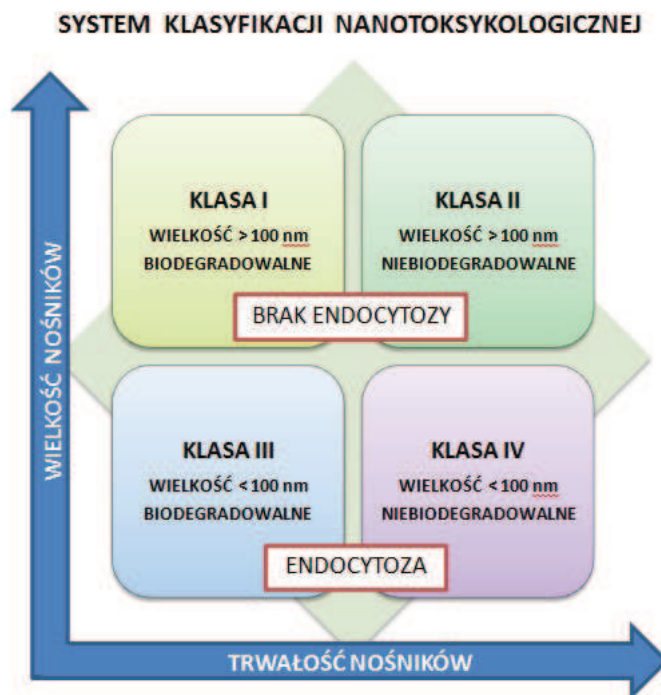 SYSTEM KLASYFIKACJI NANOTOKSYKOLOGICZNEJ
WIELKOŚĆ NOŚNIKÓW
KLASA I
WIELKOŚĆ > 100 nm
BIODEGRADOWALNE
KLASA II
WIELKOŚĆ > 100 nm
NIEBIODEGRADOWALNE
BRAK ENDOCYTOZY
KLASA III
WIELKOŚĆ < 100 nm
BIODEGRADOWALNE
KLASA IV
WIELKOŚĆ < 100 nm
NIEBIODEGRADOWALNE
ENDOCYTOZA
TRWAŁOŚĆ NOŚNIKÓW